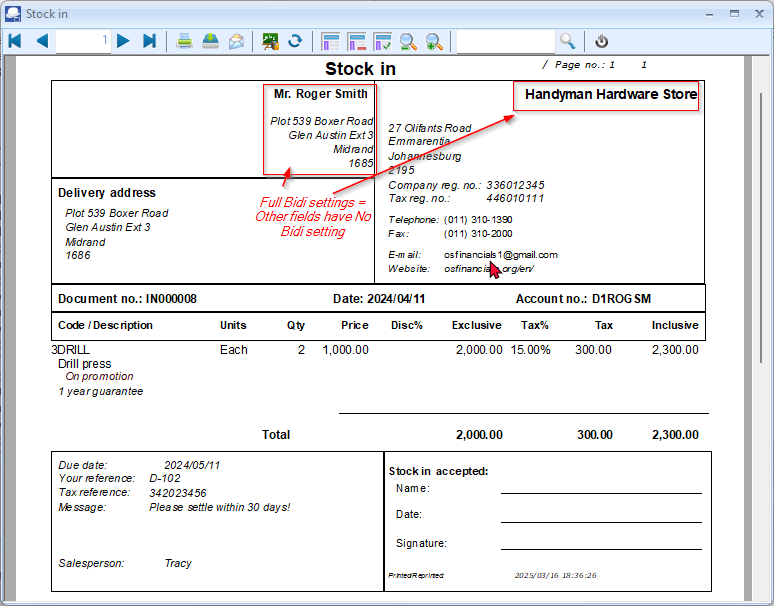 Stock in
1
Stock in
/ Page no.: 1 1
Mr. Roger Smith
Plot 539 Boxer Road
Glen Austin Ext 3
Midrand
1685
Handyman Hardware Store
27 Olifants Road
Emmarentia
Johannesburg
2195
Company reg. no.: 336012345
Tax reg. no.: 446010111
Telephone: (011) 310-1390
Fax: (011) 310-2000
E-mail: osfinancials1@gmail.com
Website: osfinancials.org/en/
Full Bidi settings =
Other fields have No
Bidi setting
Delivery address
Plot 539 Boxer Road
Glen Austin Ext 3
Midrand
1686
Document no.: IN000008 Date: 2024/04/11 Account no.: D1ROGSM
Code / Description Units Qty Price Disc% Exclusive Tax% Tax Inclusive
3DRILL Each 2 1,000.00 2,000.00 15.00% 300.00 2,300.00
Drill press
On promotion
1 year guarantee
Total 2,000.00 300.00 2,300.00
Due date: 2024/05/11
Your reference: D-102
Tax reference: 342023456
Message: Please settle within 30 days!
Salesperson: Tracy
Stock in accepted:
Name:
Date:
Signature:
Printed/Reprinted: 2025/03/16 18:36:26